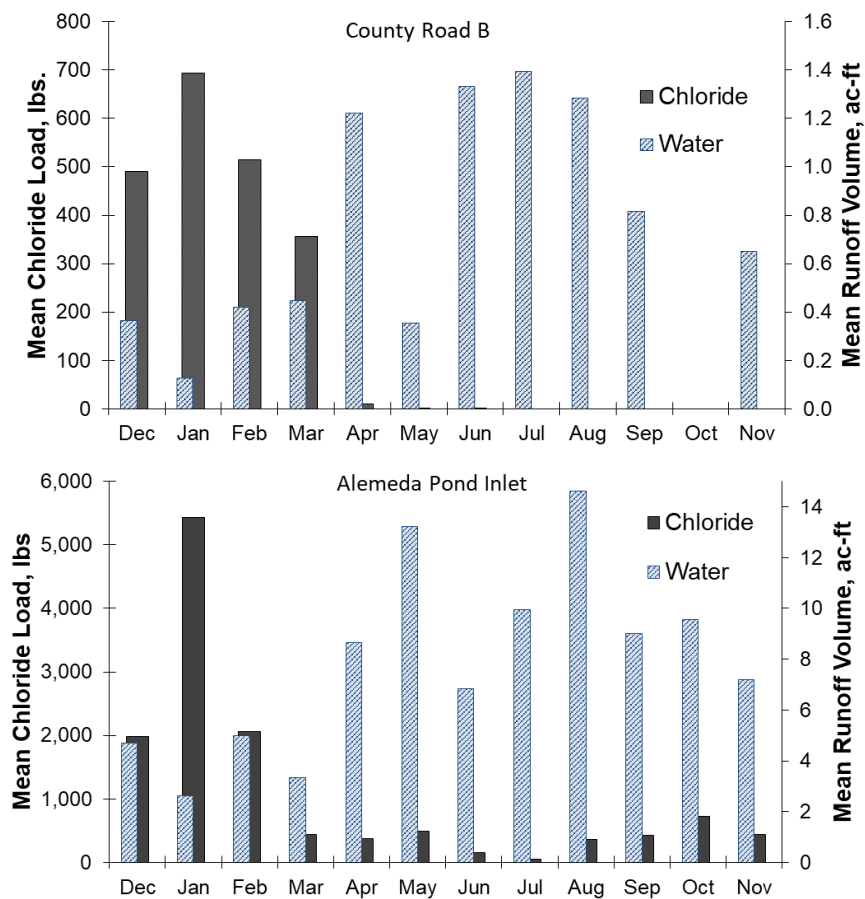 County Road B
Mean Chloride Load, lbs.
800
700
600
500
400
300
200
100
0
Chloride
Water
1.6
1.4
1.2
1.0
0.8
0.6
0.4
0.2
0.0
Mean Runoff Volume, ac-ft
Dec Jan Feb Mar Apr May Jun Jul Aug Sep Oct Nov
Alemeda Pond Inlet
Mean Chloride Load, lbs
6,000
5,000
4,000
3,000
2,000
1,000
0
Chloride
Water
14
12
10
8
6
4
2
0
Mean Runoff Volume, ac-ft
Dec Jan Feb Mar Apr May Jun Jul Aug Sep Oct Nov